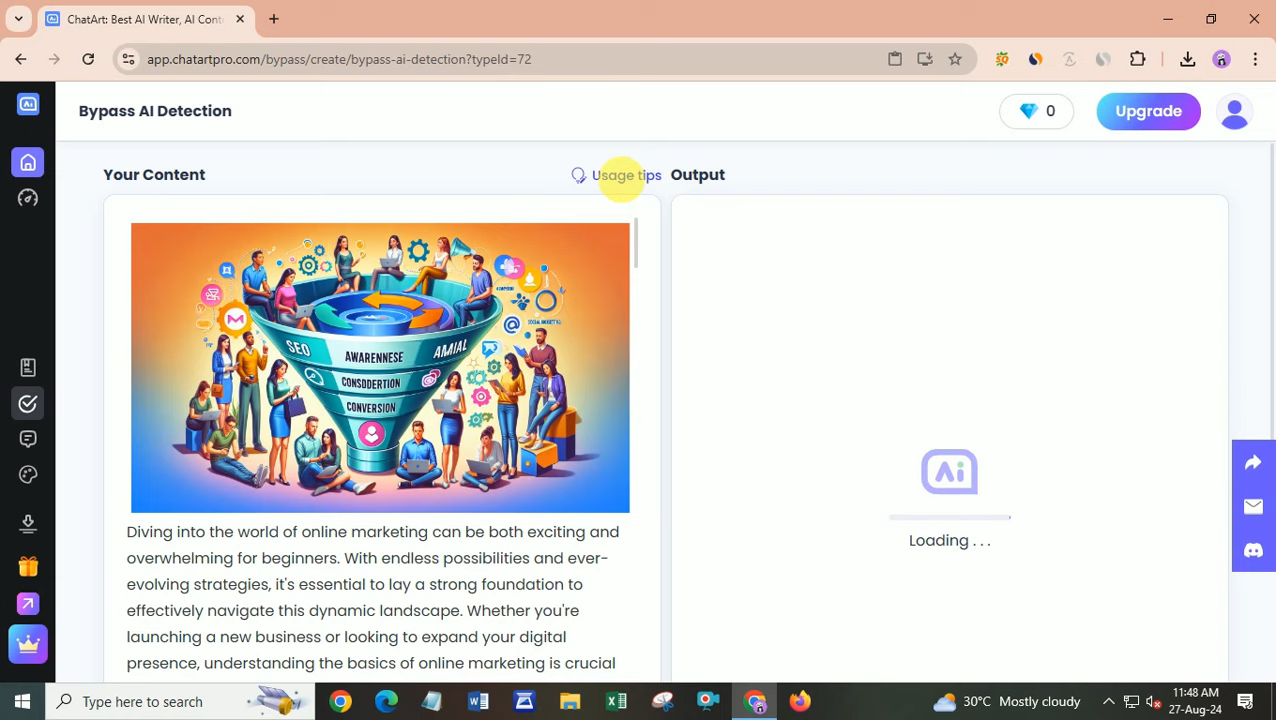 ChatArt: Best AI Writer, AI Cont
app.chatartpro.com/bypass/create/bypass-ai-detection?typeId=72
Ai
Bypass AI Detection
0
Upgrade
Your Content
Usage tips
Output
SEO
AWARENNESE
AMIAL
CONSDDERTION
CONVERSION
Diving into the world of online marketing can be both exciting and
overwhelming for beginners. With endless possibilities and ever-
evolving strategies, it's essential to lay a strong foundation to
effectively navigate this dynamic landscape. Whether you're
launching a new business or looking to expand your digital
presence, understanding the basics of online marketing is crucial
Ai
Loading . . .
Type here to search
30°C Mostly cloudy
11:48 AM
27-Aug-24